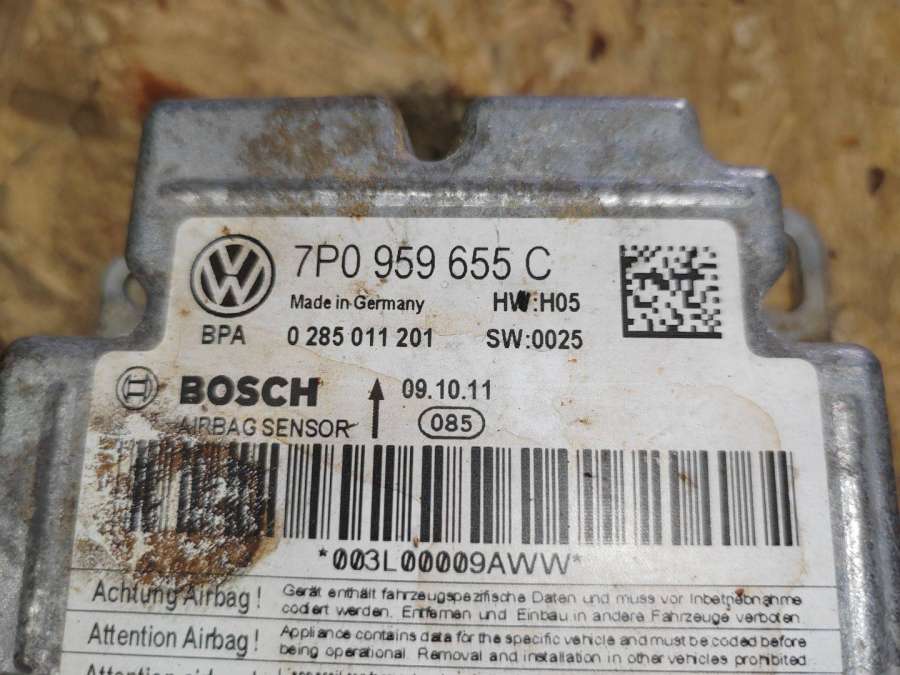 7P0 959 655 C
Made in Germany HW:H05
BPA 0 285 011 201 SW:0025
BOSCH 09.10.11
AIRBAG SENSOR 085
*003L00009AWW*
Achtung Airbag! Gerät enthält fahrzeugspezifische Daten und muss vor Inbetriebnahme
codiert werden. Entfernen und Einbau in andere Fahrzeuge verboten.
Attention Airbag! Appliance contains data for the specific vehicle and must be coded before
being operational. Removal and installation in other vehicles prohibited.
Attention